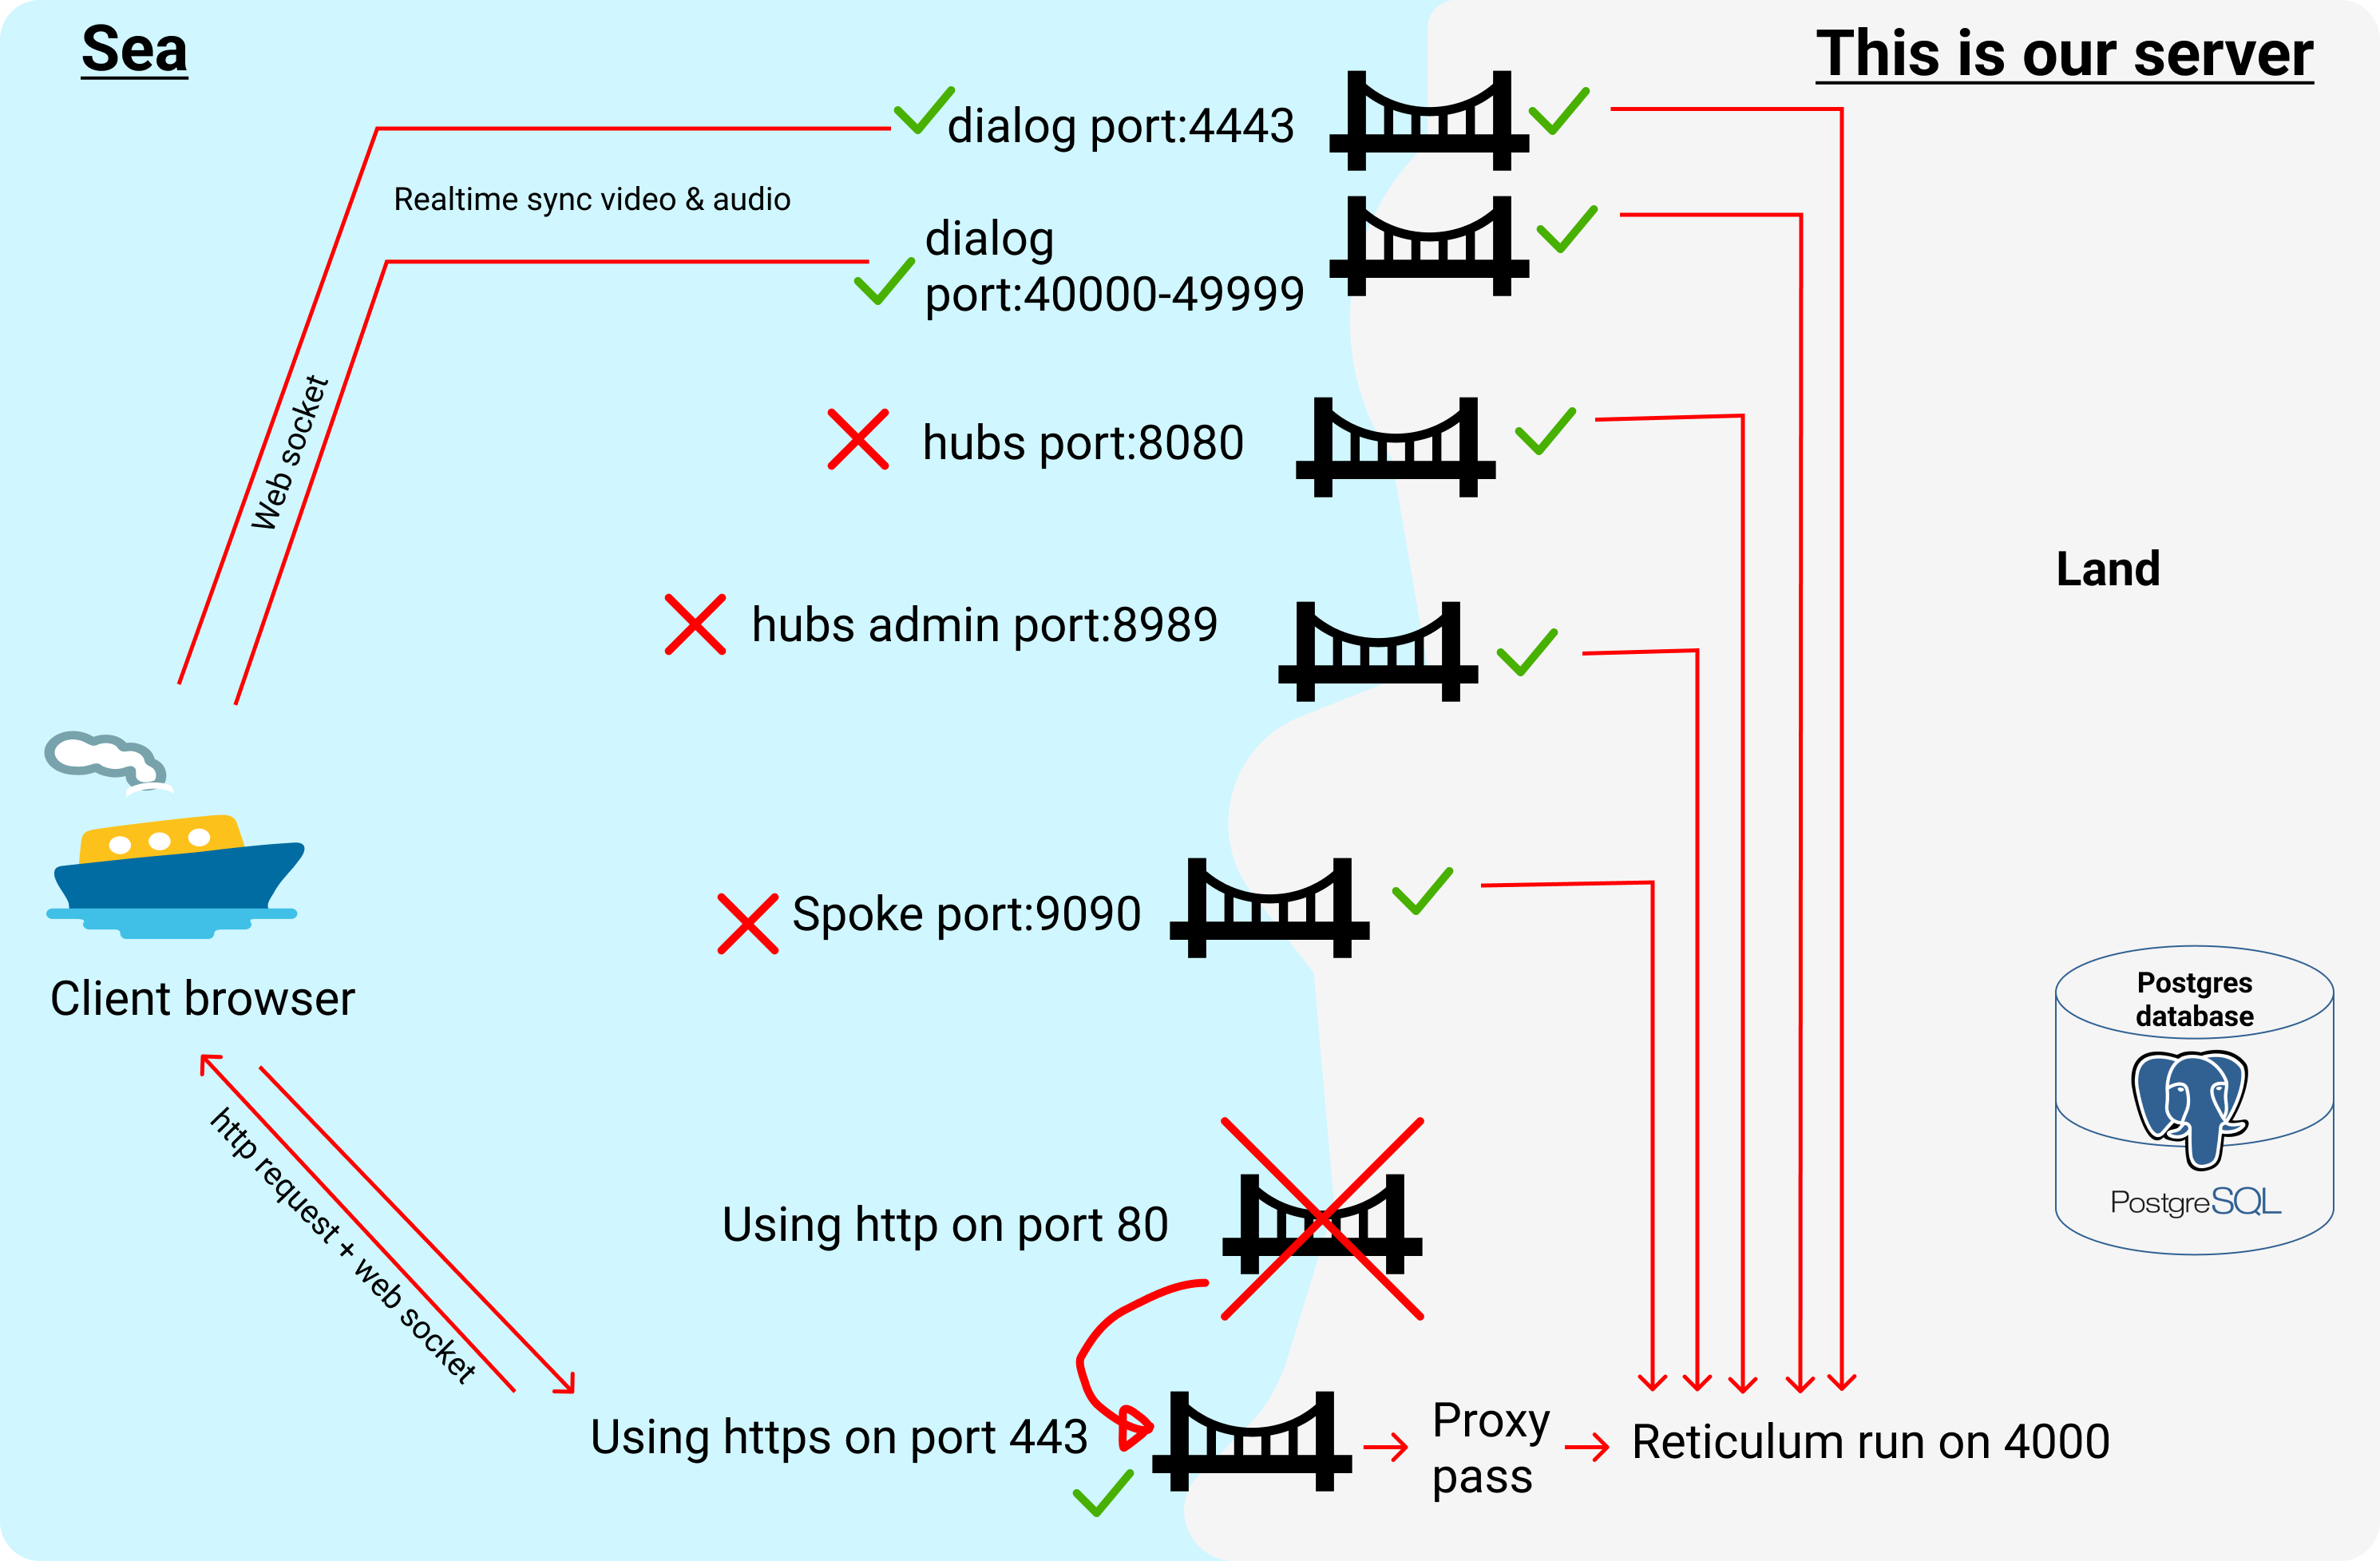 Sea
This is our server
dialog port:4443
Realtime sync video & audio
dialog
port:40000-49999
Web socket
hubs port:8080
Land
hubs admin port:8989
Spoke port:9090
Client browser
Postgres
database
PostgreSQL
http request + web socket
Using http on port 80
Using https on port 443
Proxy
pass
Reticulum run on 4000